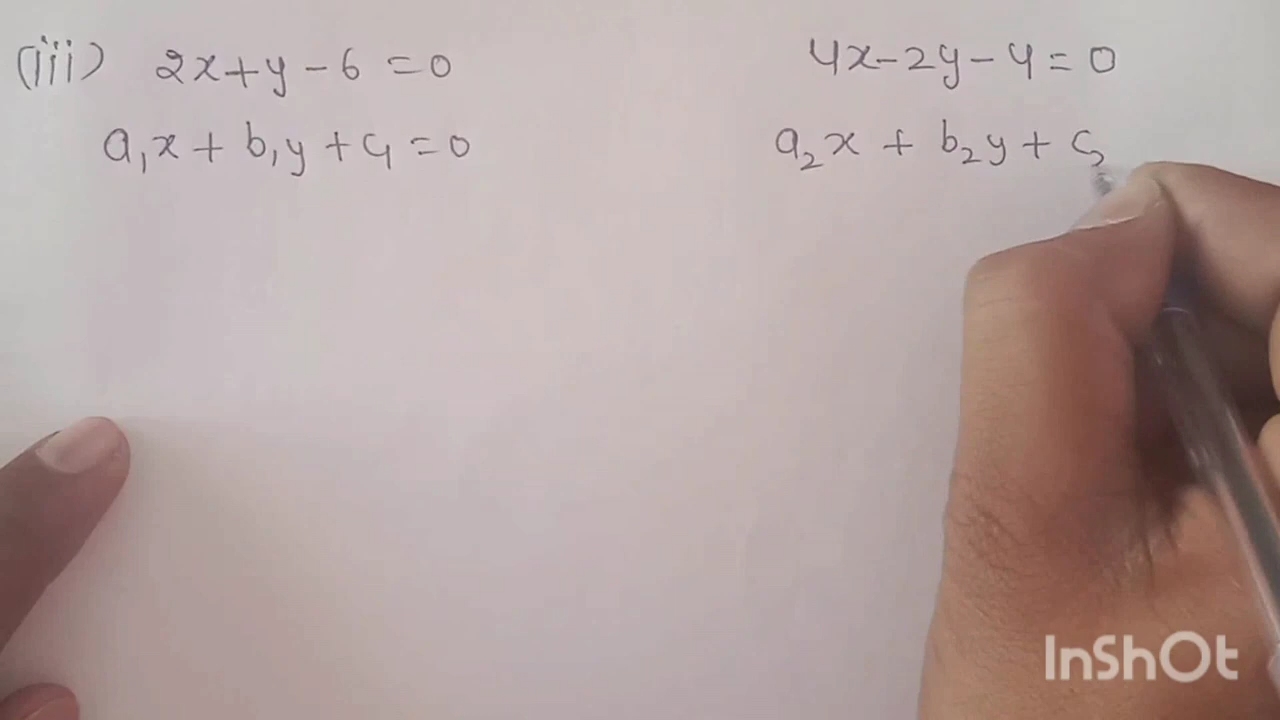 (iii) 2x+y-6=0 4x-2y-4=0
a₁x+b₁y+c₁=0 a₂x+b₂y+c₂
InShOt